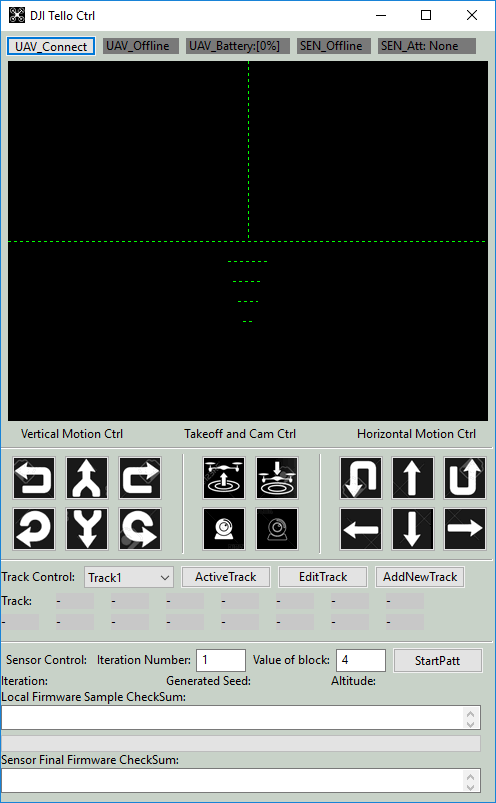 DJI Tello Ctrl
UAV_Connect UAV_Offline UAV_Battery:[0%] SEN_Offline SEN_Att: None
Vertical Motion Ctrl Takeoff and Cam Ctrl Horizontal Motion Ctrl
Track Control: Track1 ActiveTrack EditTrack AddNewTrack
Track: - - - - - - -
- - - - - - - -
Sensor Control: Iteration Number: 1 Value of block: 4 StartPatt
Iteration: Generated Seed: Altitude:
Local Firmware Sample CheckSum:
Sensor Final Firmware CheckSum: